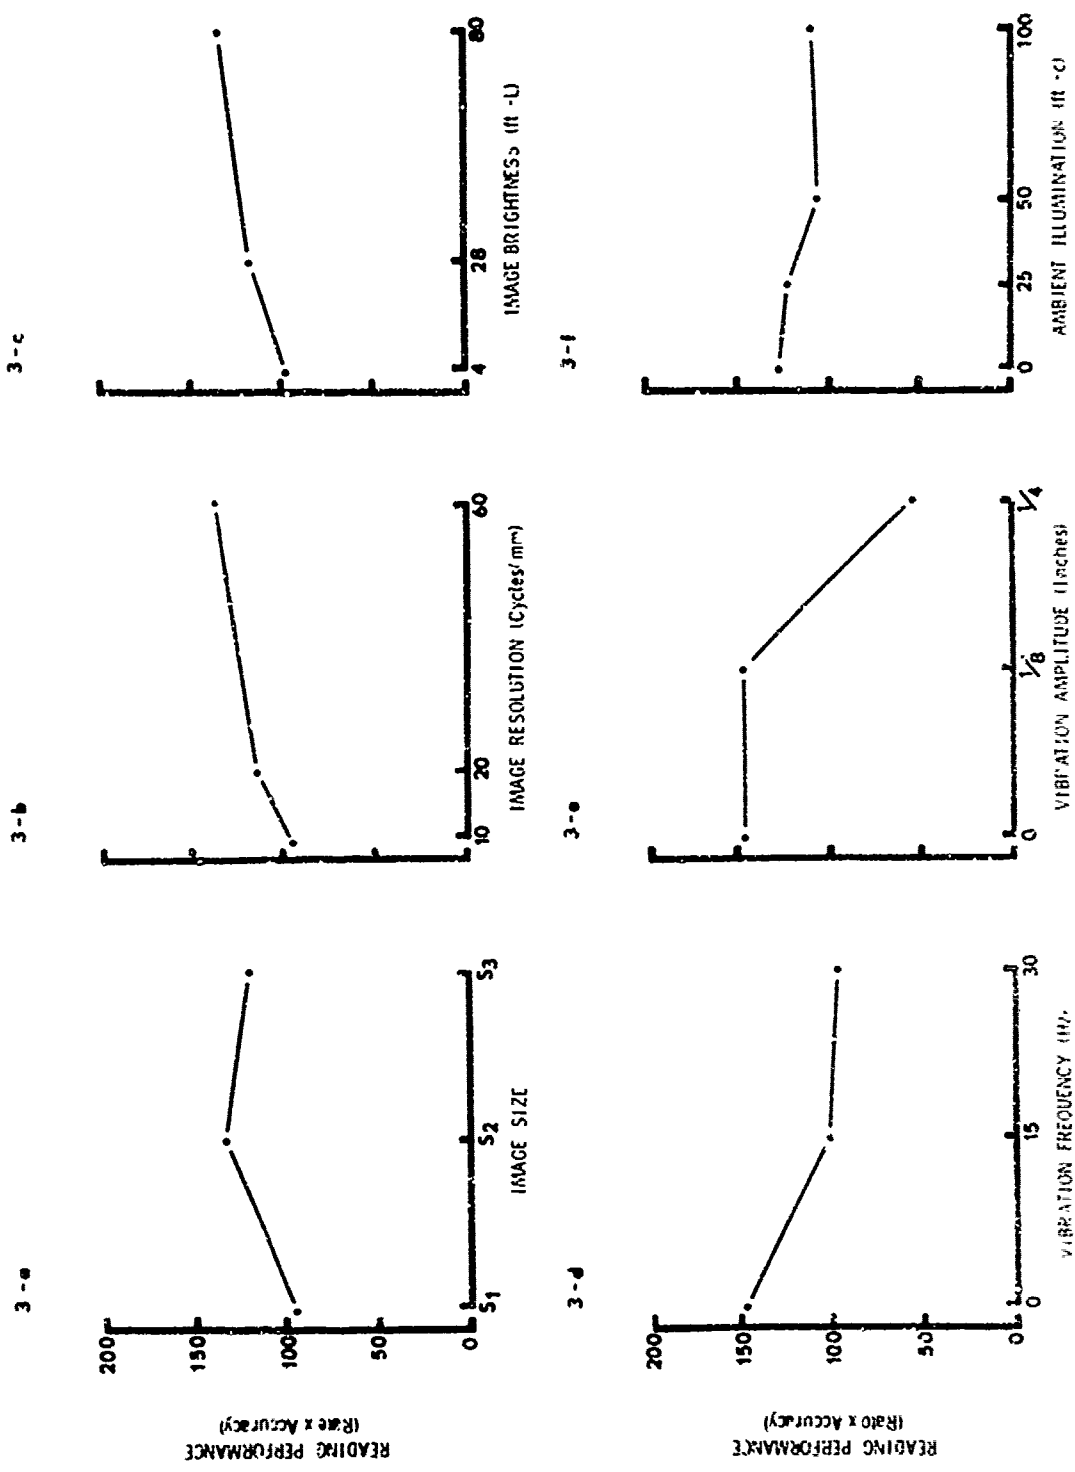 3-a
READING PERFORMANCE
(Rate x Accuracy)
200
150
100
50
0
S1
S2
S3
IMAGE SIZE
3-b
10
20
60
IMAGE RESOLUTION (Cycles/mm)
3-c
4
28
80
IMAGE BRIGHTNESS (ft -L)
3-d
READING PERFORMANCE
(Rate x Accuracy)
200
150
100
50
0
0
15
30
VIBRATION FREQUENCY (Hz)
3-e
0
1/8
1/4
VIBRATION AMPLITUDE (Inches)
3-f
0
25
50
100
AMBIENT ILLUMINATION (ft -c)